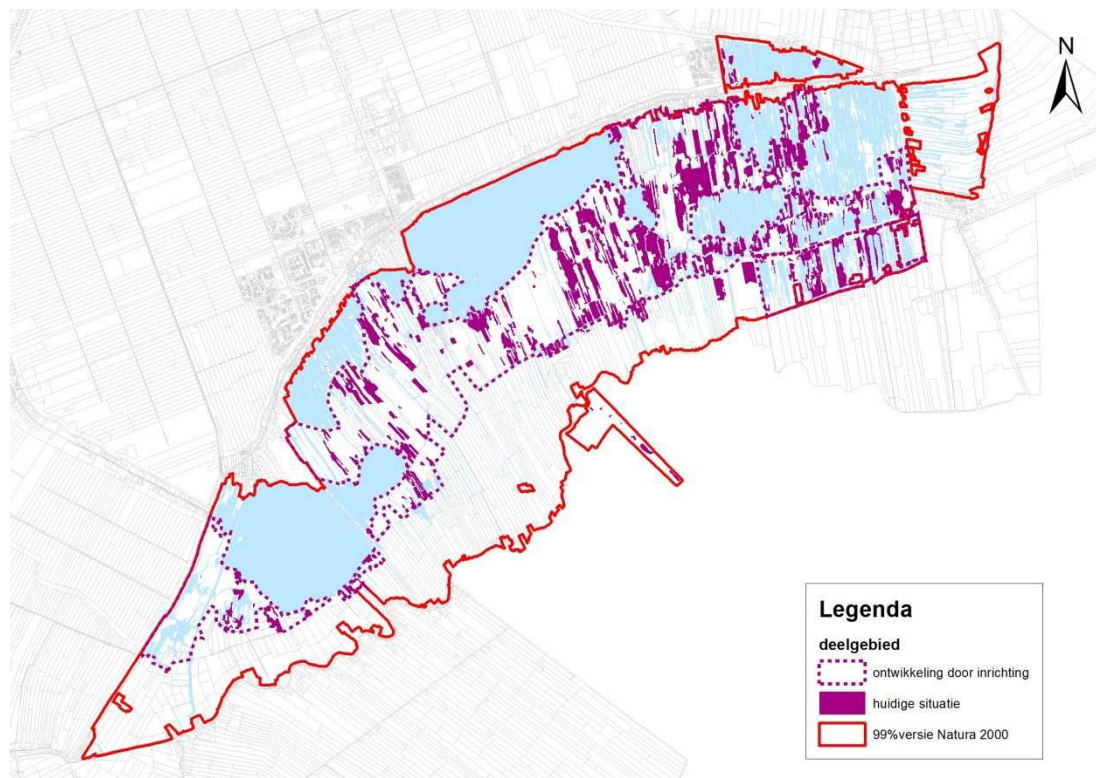 N
Legenda
deelgebied
ontwikkeling door inrichting
huidige situatie
99%versie Natura 2000